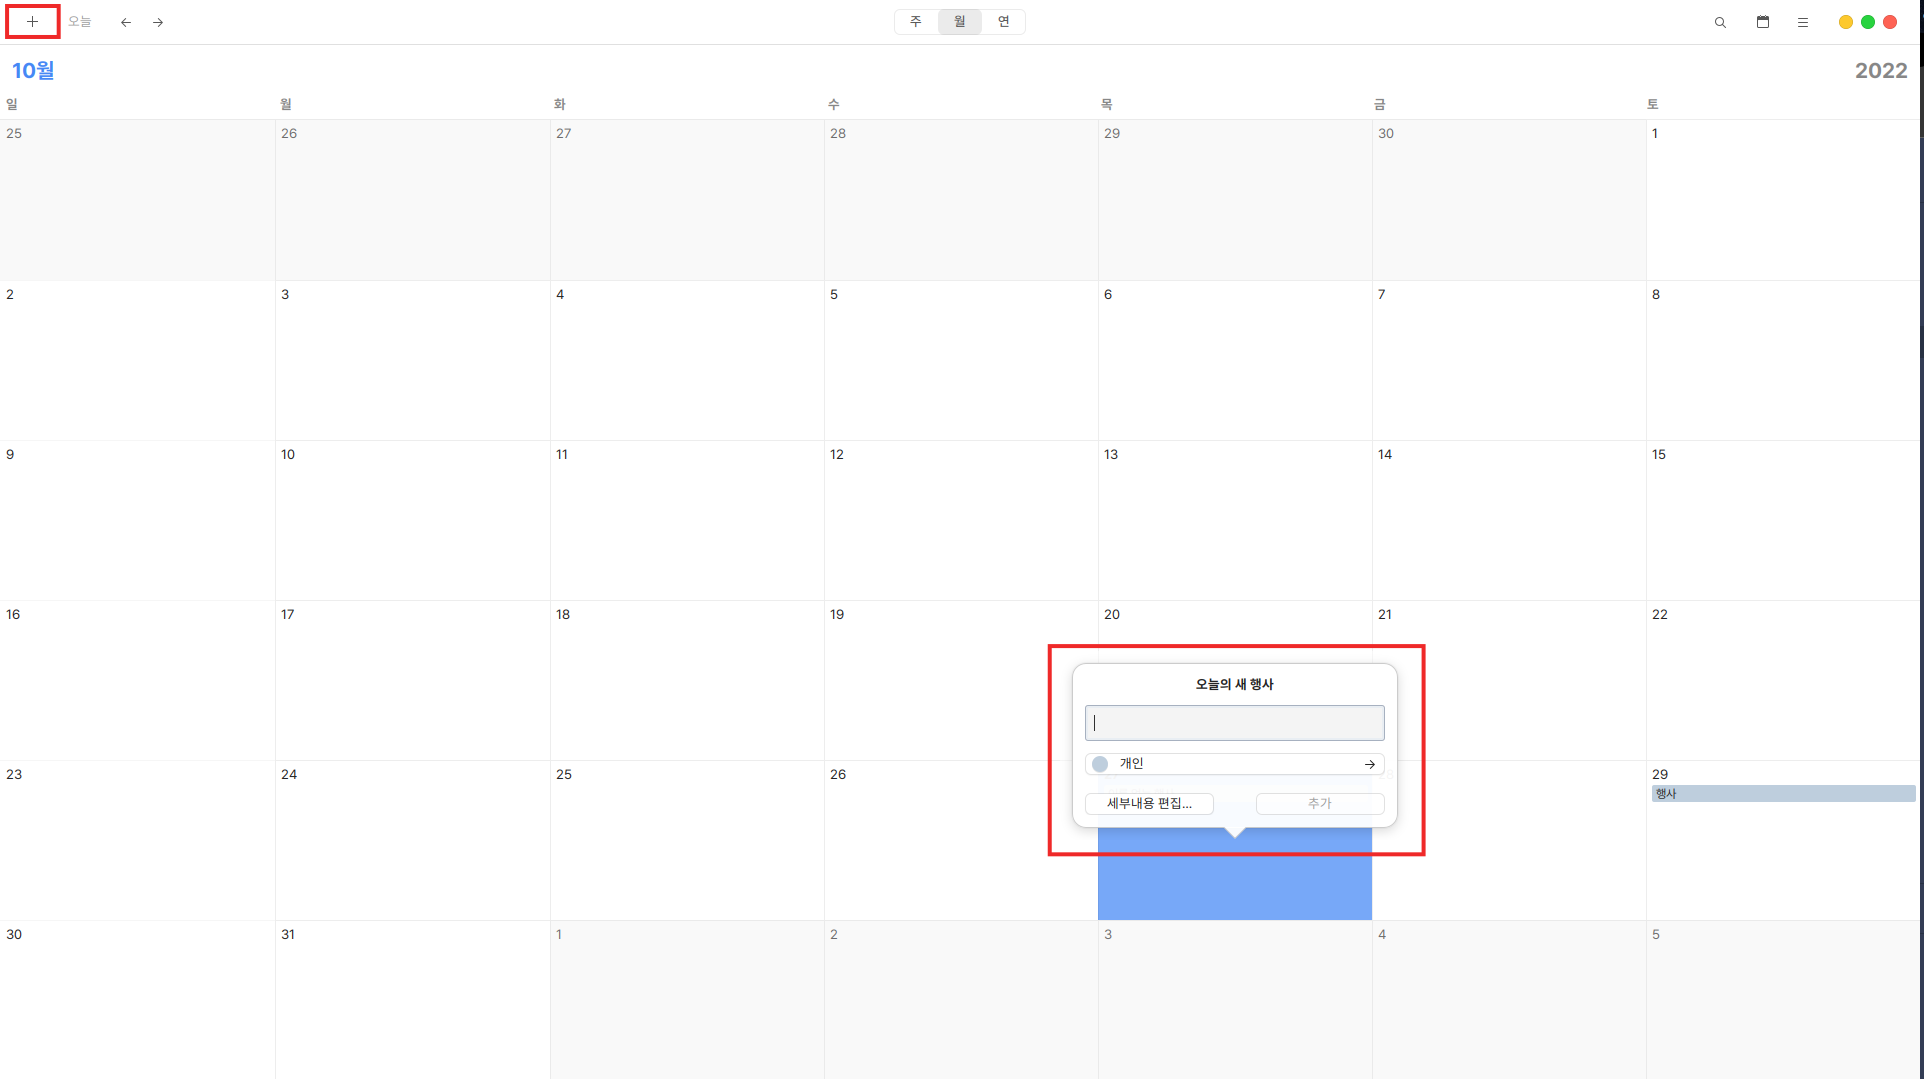 오늘
주 월 연
10월
2022
일 월 화 수 목 금 토
25 26 27 28 29 30 1
2 3 4 5 6 7 8
9 10 11 12 13 14 15
16 17 18 19 20 21 22
오늘의 새 행사
개인
세부내용 편집...
추가
23 24 25 26 29
행사
30 31 1 2 3 4 5